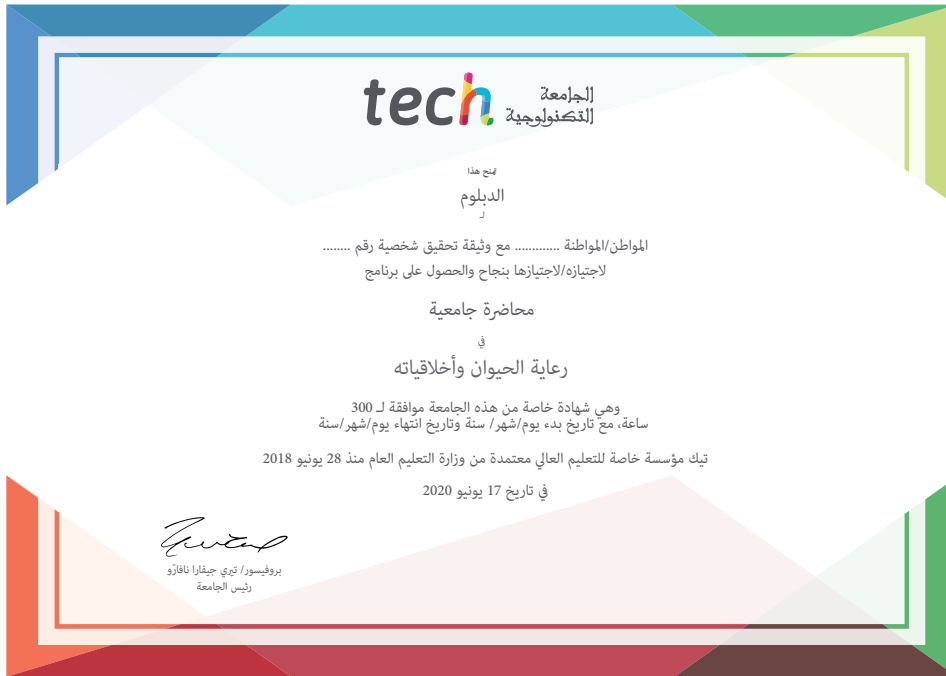 tech
الجامعة
التكنولوجية
يمنح هذا
الدبلوم
لـ
المواطن/المواطنة ............ مع وثيقة تحقيق شخصية رقم ........
لاجتيازه/لاجتيازها بنجاح والحصول على برنامج
محاضرة جامعية
في
رعاية الحيوان وأخلاقياته
وهي شهادة خاصة من هذه الجامعة موافقة لـ 300
ساعة، مع تاريخ بدء يوم/شهر/ سنة وتاريخ انتهاء يوم/شهر/سنة
تيك مؤسسة خاصة للتعليم العالي معتمدة من وزارة التعليم العام منذ 28 يونيو 2018
في تاريخ 17 يونيو 2020
بروفيسور/ تيري جيفارا نافارّو
رئيس الجامعة